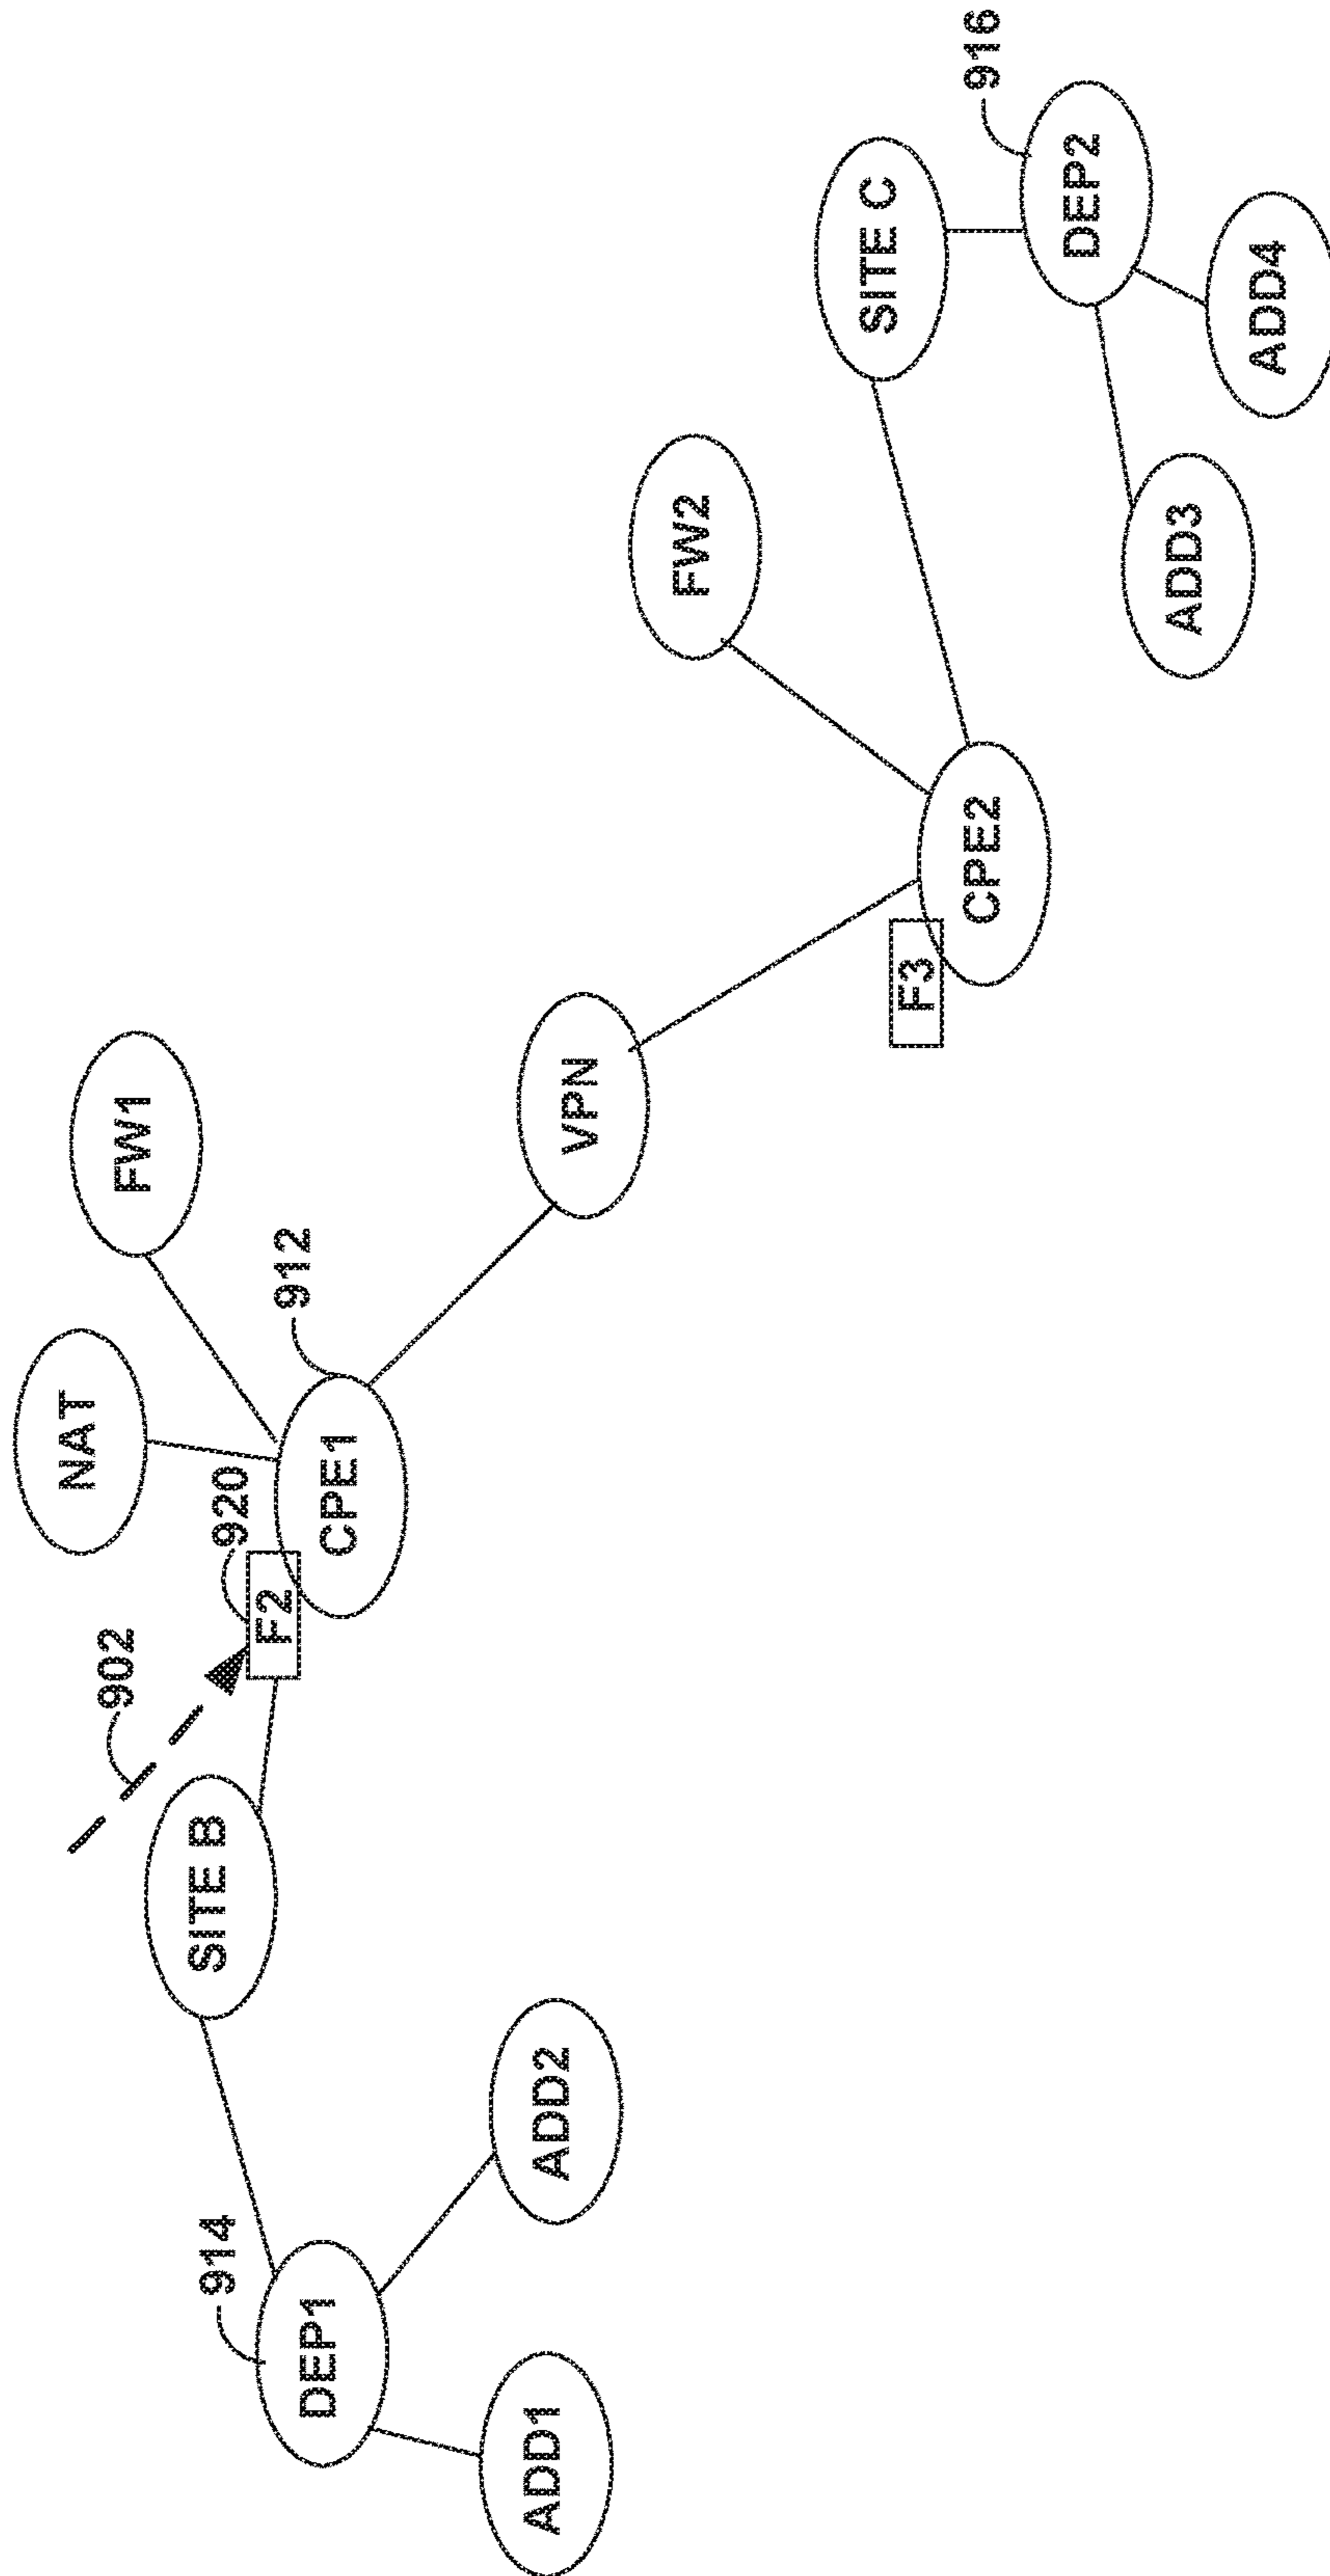 NAT
902
FW1
SITE B
914
920
F2
912
DEP1
CPE1
ADD1
ADD2
VPN
FW2
SITE C
F3
CPE2
916
DEP2
ADD3
ADD4